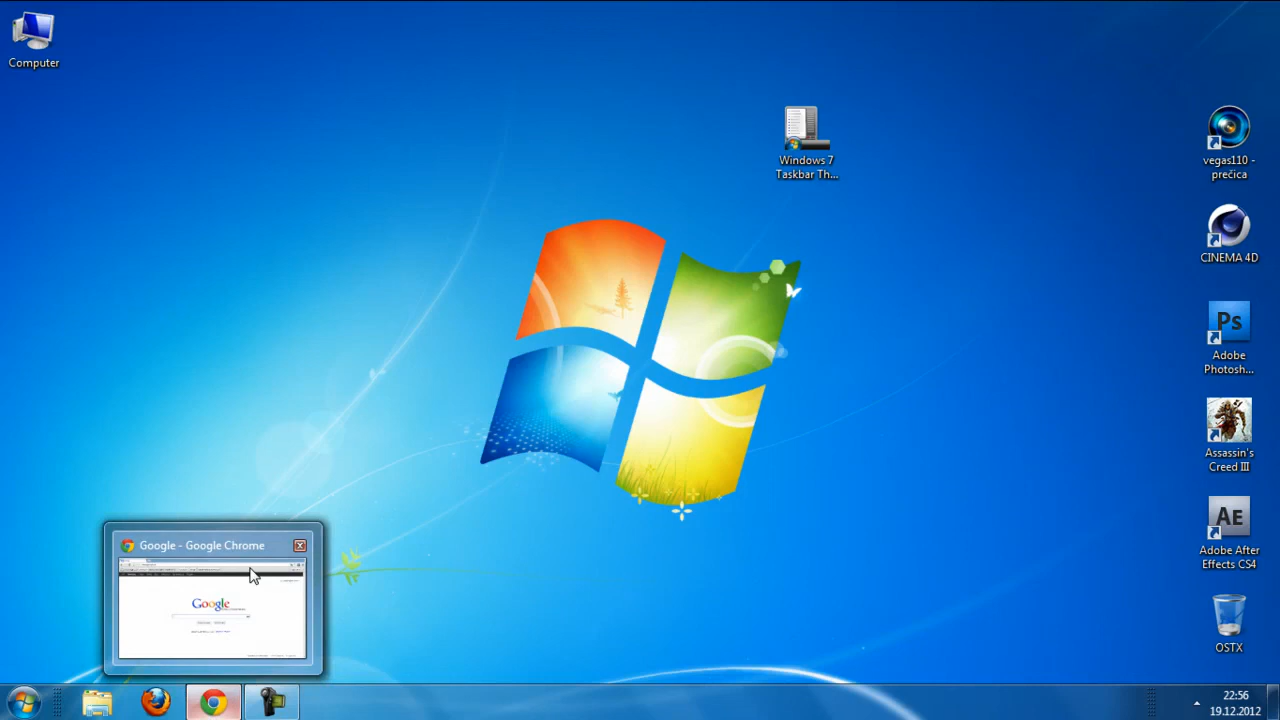 Computer
Windows 7
Taskbar Th...
vegas110 -
prečica
CINEMA 4D
Ps
Adobe
Photosh...
Assassin's
Creed III
AE
Adobe After
Effects CS4
OSTX
Google - Google Chrome
Google
22:56
19.12.2012